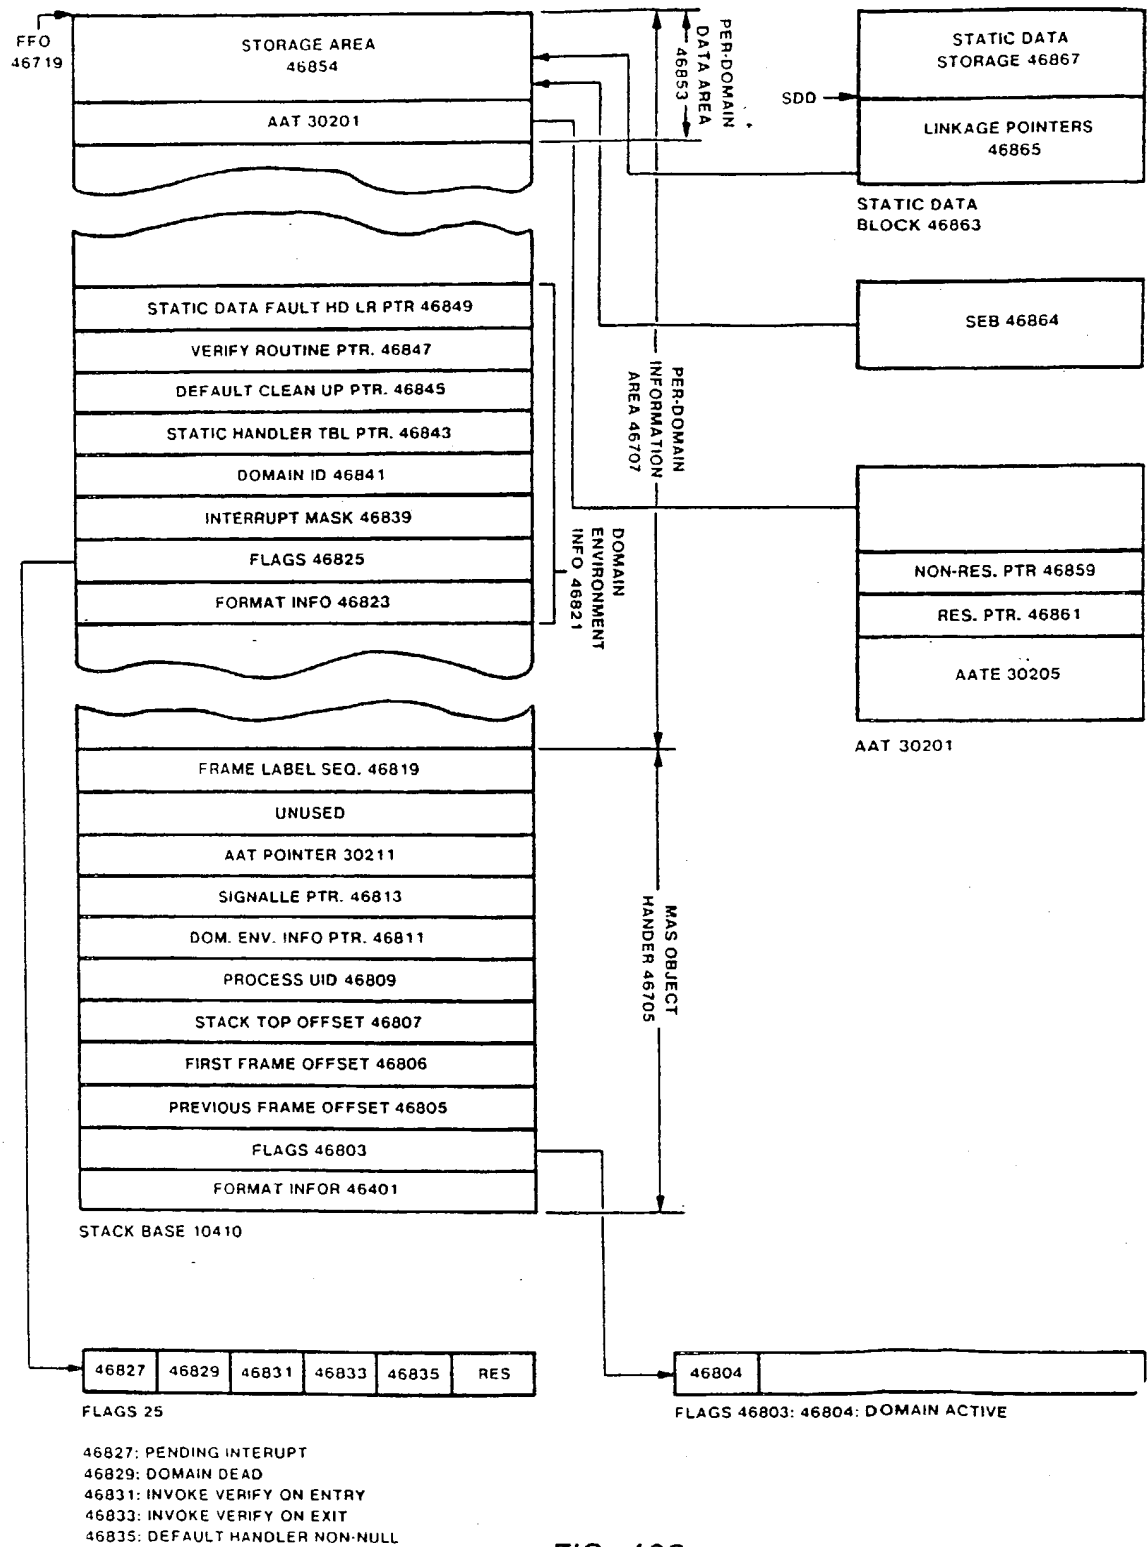 FFO
46719
STORAGE AREA
46854
AAT 30201
PER-DOMAIN
DATA AREA
46853
STATIC DATA
STORAGE 46867
SDD
LINKAGE POINTERS
46865
STATIC DATA
BLOCK 46863
STATIC DATA FAULT HD LR PTR 46849
VERIFY ROUTINE PTR. 46847
DEFAULT CLEAN UP PTR. 46845
STATIC HANDLER TBL PTR. 46843
DOMAIN ID 46841
INTERRUPT MASK 46839
FLAGS 46825
FORMAT INFO 46823
DOMAIN
ENVIRONMENT
INFO 46821
PER-DOMAIN
INFORMATION
AREA 46707
SEB 46864
NON-RES. PTR 46859
RES. PTR. 46861
AATE 30205
AAT 30201
FRAME LABEL SEQ. 46819
UNUSED
AAT POINTER 30211
SIGNALLE PTR. 46813
DOM. ENV. INFO PTR. 46811
PROCESS UID 46809
STACK TOP OFFSET 46807
FIRST FRAME OFFSET 46806
PREVIOUS FRAME OFFSET 46805
FLAGS 46803
FORMAT INFOR 46401
STACK BASE 10410
MAS OBJECT
HANDER 46705
46827 46829 46831 46833 46835 RES
FLAGS 25
46804
FLAGS 46803: 46804: DOMAIN ACTIVE
46827: PENDING INTERUPT
46829: DOMAIN DEAD
46831: INVOKE VERIFY ON ENTRY
46833: INVOKE VERIFY ON EXIT
46835: DEFAULT HANDLER NON-NULL